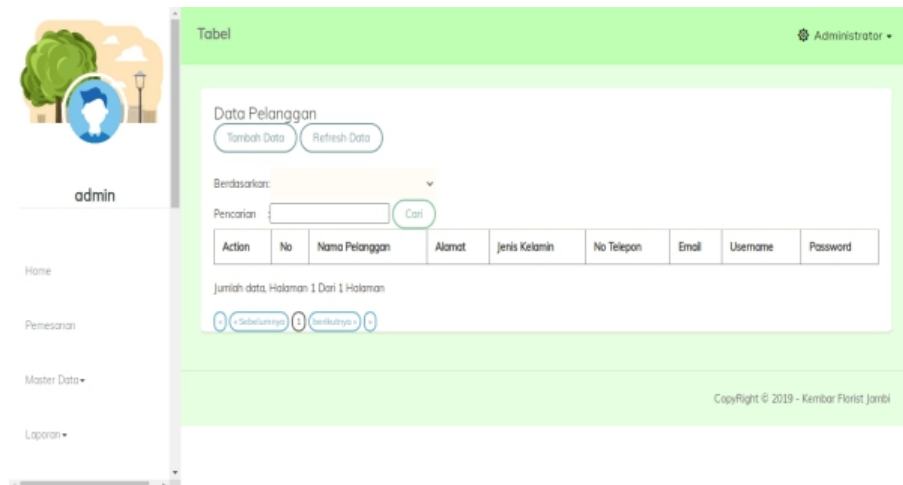 Tabel
Administrator
admin
Home
Pemesanan
Master Data
Laporan
Data Pelanggan
Tambah Data Refresh Data
Berdasarkan:
Pencarian : Cari
Action No Nama Pelanggan Alamat Jenis Kelamin No Telepon Email Username Password
Jumlah data, Halaman 1 Dari 1 Halaman
« Sebelumnya 1 berikutnya »
CopyRight © 2019 - Kembar Florist Jambi